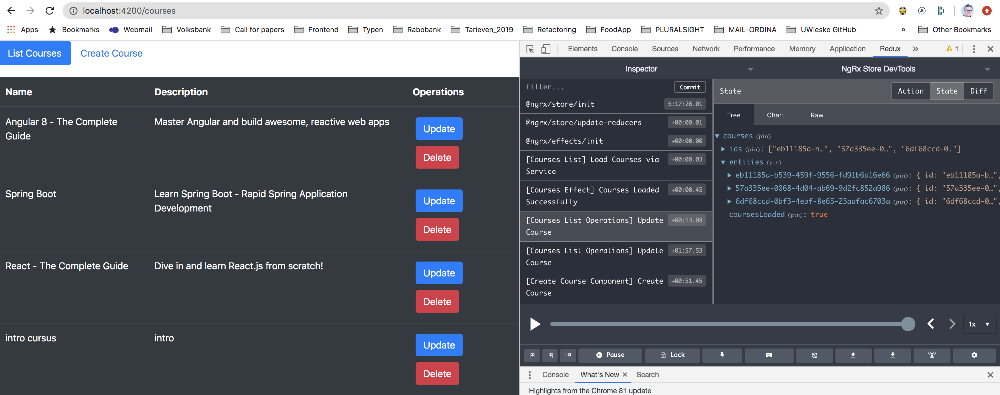 localhost:4200/courses
Apps Bookmarks Webmail Volksbank Call for papers Frontend Typen Rabobank Tarieven_2019 Refactoring FoodApp PLURALSIGHT MAIL-ORDINA UWieske GitHub » Other Bookmarks
List Courses Create Course
Name Description Operations
Angular 8 - The Complete
Guide
Master Angular and build awesome, reactive web apps
Update
Delete
Spring Boot
Learn Spring Boot - Rapid Spring Application
Development
Update
Delete
React - The Complete Guide
Dive in and learn React.js from scratch!
Update
Delete
intro cursus
intro
Update
Delete
Elements Console Sources Network Performance Memory Application Redux » 1
Inspector NgRx Store DevTools
filter... Commit
@ngrx/store/init 5:17:26.01
@ngrx/store/update-reducers +00:00.01
@ngrx/effects/init +00:00.00
[Courses List] Load Courses via +00:00.03
Service
[Courses Effect] Courses Loaded +00:00.45
Successfully
[Courses List Operations] Update +00:13.08
Course
[Courses List Operations] Update +01:57.53
Course
[Create Course Component] Create +00:51.45
Course
State Action State Diff
Tree Chart Raw
courses (pin)
ids (pin): ["eb11185a-b…", "57a335ee-0…", "6df68ccd-0…"]
entities (pin)
eb11185a-b539-459f-9556-fd91b6a16e66 (pin): { id: "eb11185a-b…",
57a335ee-0068-4d04-ab69-9d2fc852a986 (pin): { id: "57a335ee-0…",
6df68ccd-0bf3-4ebf-8e65-23aafac6703a (pin): { id: "6df68ccd-0…",
coursesLoaded (pin): true
1x
Pause Lock
Console What's New Search
Highlights from the Chrome 81 update